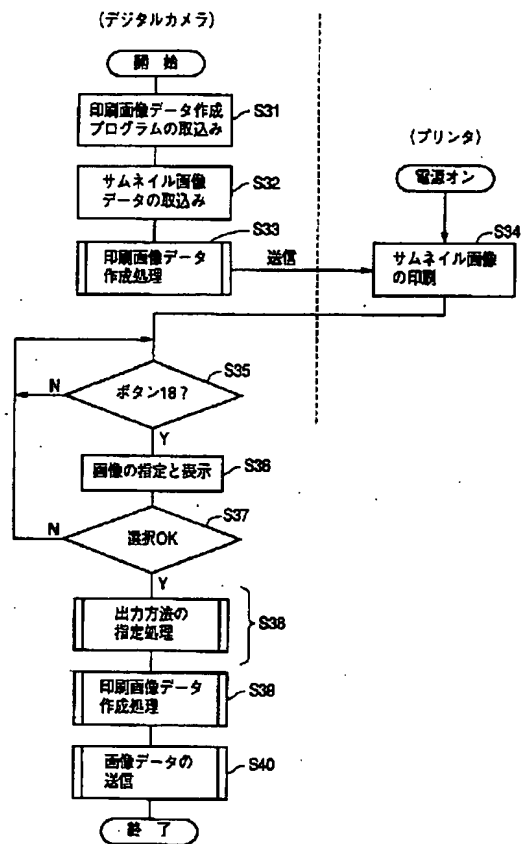 (デジタルカメラ)
開始
印刷画像データ作成
プログラムの取込み
S31
サムネイル画像
データの取込み
S32
(プリンタ)
電源オン
S33
印刷画像データ
作成処理
送信
S34
サムネイル画像
の印刷
S35
N
ボタン18?
Y
画像の指定と表示
S36
S37
N
選択OK
Y
出力方法の
指定処理
S38
印刷画像データ
作成処理
S39
画像データの
送信
S40
終了